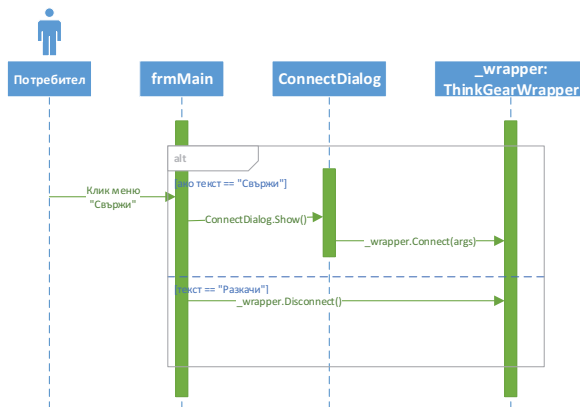 Потребител
frmMain
ConnectDialog
_wrapper:
ThinkGearWrapper
alt
[ако текст == "Свържи"]
Клик меню
"Свържи"
ConnectDialog.Show()
_wrapper.Connect(args)
[текст == "Разкачи"]
_wrapper.Disconnect()